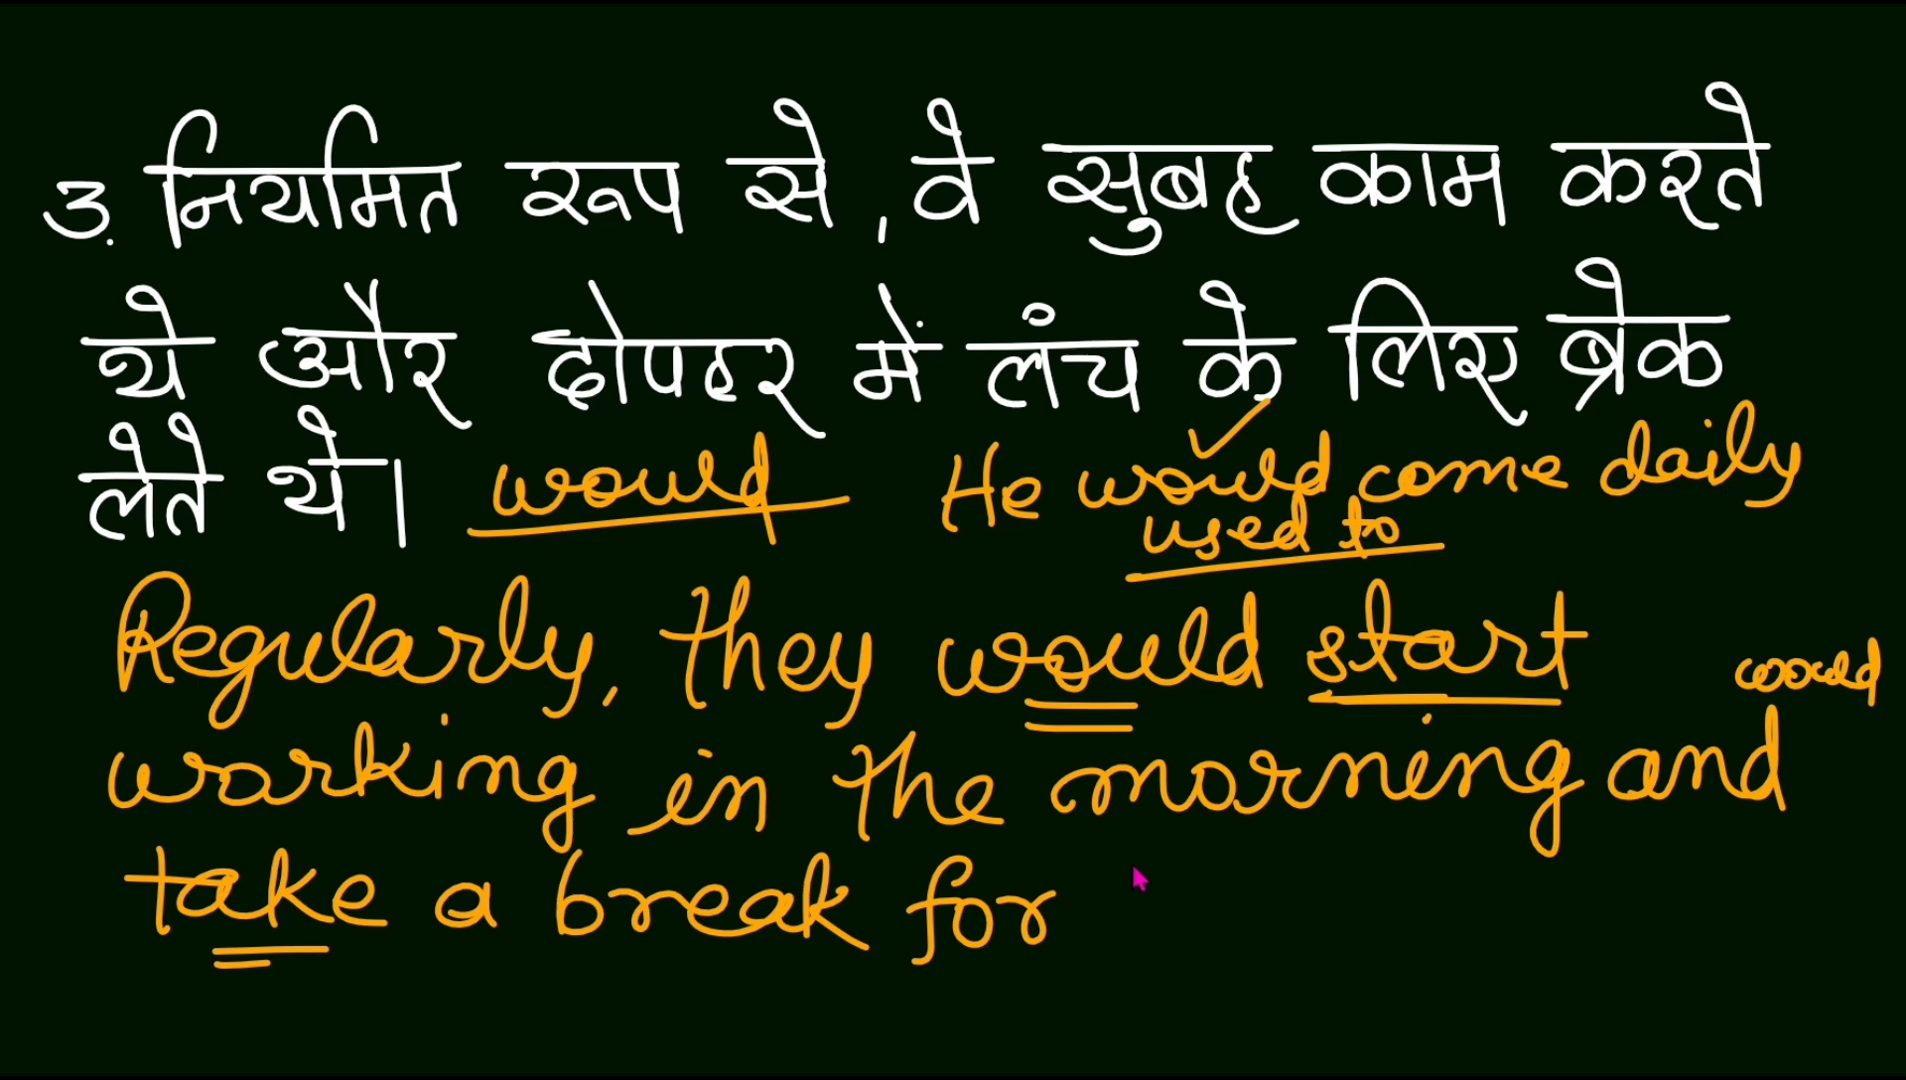 3. नियमित रूप से, वे सुबह काम करते
थे और दोपहर में लंच के लिए ब्रेक
लेते थे। would He would come daily
used to
Regularly, they would start
would
working in the morning and
take a break for